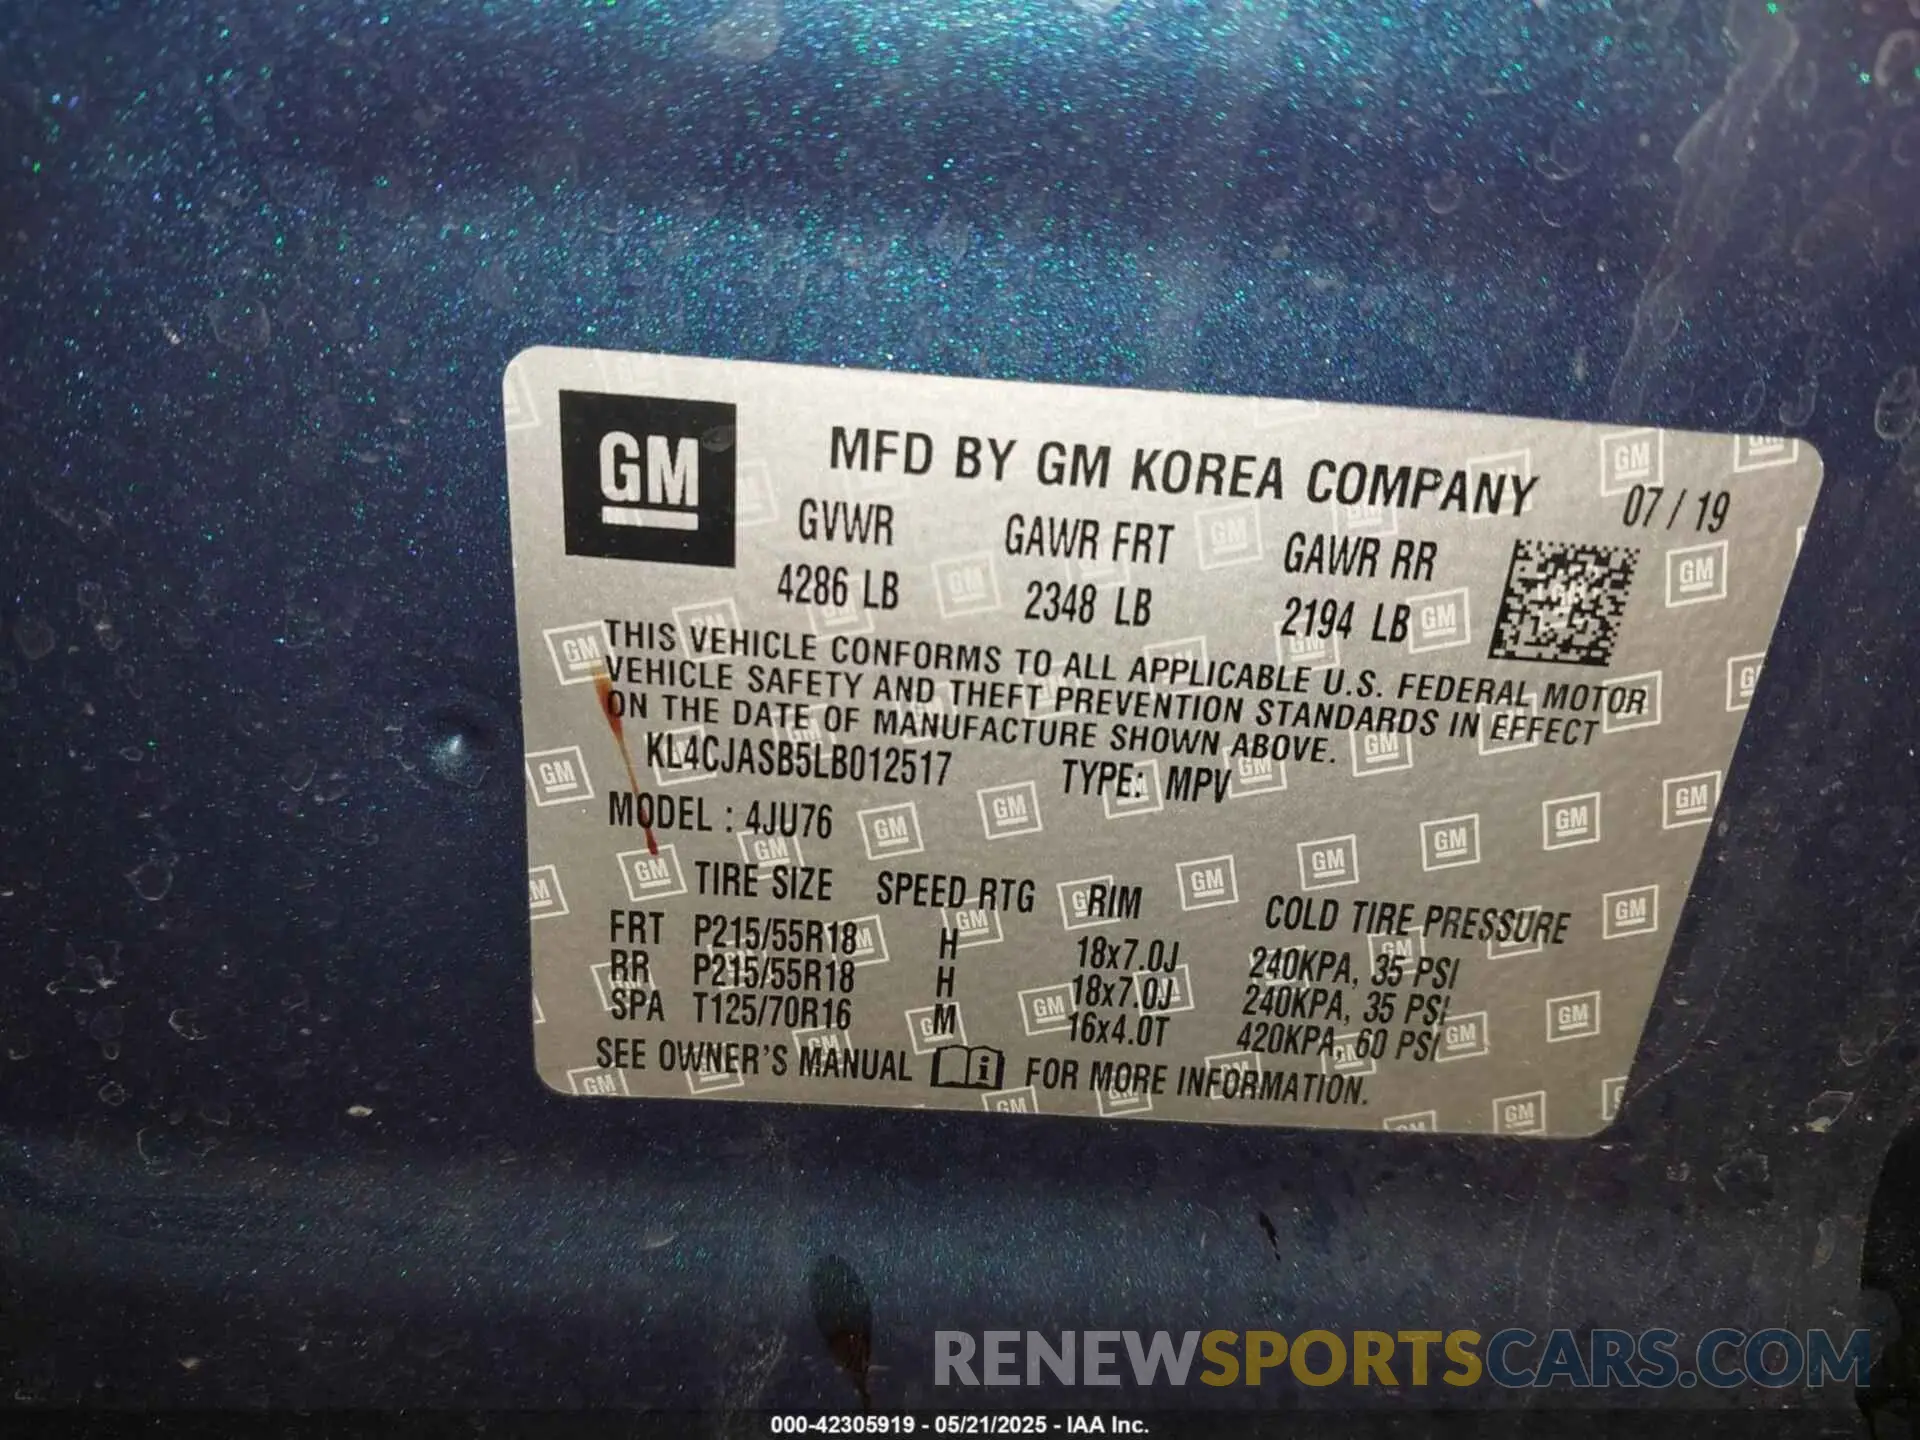 GM
MFD BY GM KOREA COMPANY
07 / 19
GVWR GAWR FRT GAWR RR
4286 LB 2348 LB 2194 LB
THIS VEHICLE CONFORMS TO ALL APPLICABLE U.S. FEDERAL MOTOR
VEHICLE SAFETY AND THEFT PREVENTION STANDARDS IN EFFECT
ON THE DATE OF MANUFACTURE SHOWN ABOVE.
KL4CJASB5LB012517 TYPE: MPV
MODEL : 4JU76
TIRE SIZE SPEED RTG RIM COLD TIRE PRESSURE
FRT P215/55R18 H 18x7.0J 240KPA, 35 PSI
RR P215/55R18 H 18x7.0J 240KPA, 35 PSI
SPA T125/70R16 M 16x4.0T 420KPA, 60 PSI
SEE OWNER'S MANUAL FOR MORE INFORMATION.
RENEWSPORTSCARS.COM
000-42305919 - 05/21/2025 - IAA Inc.